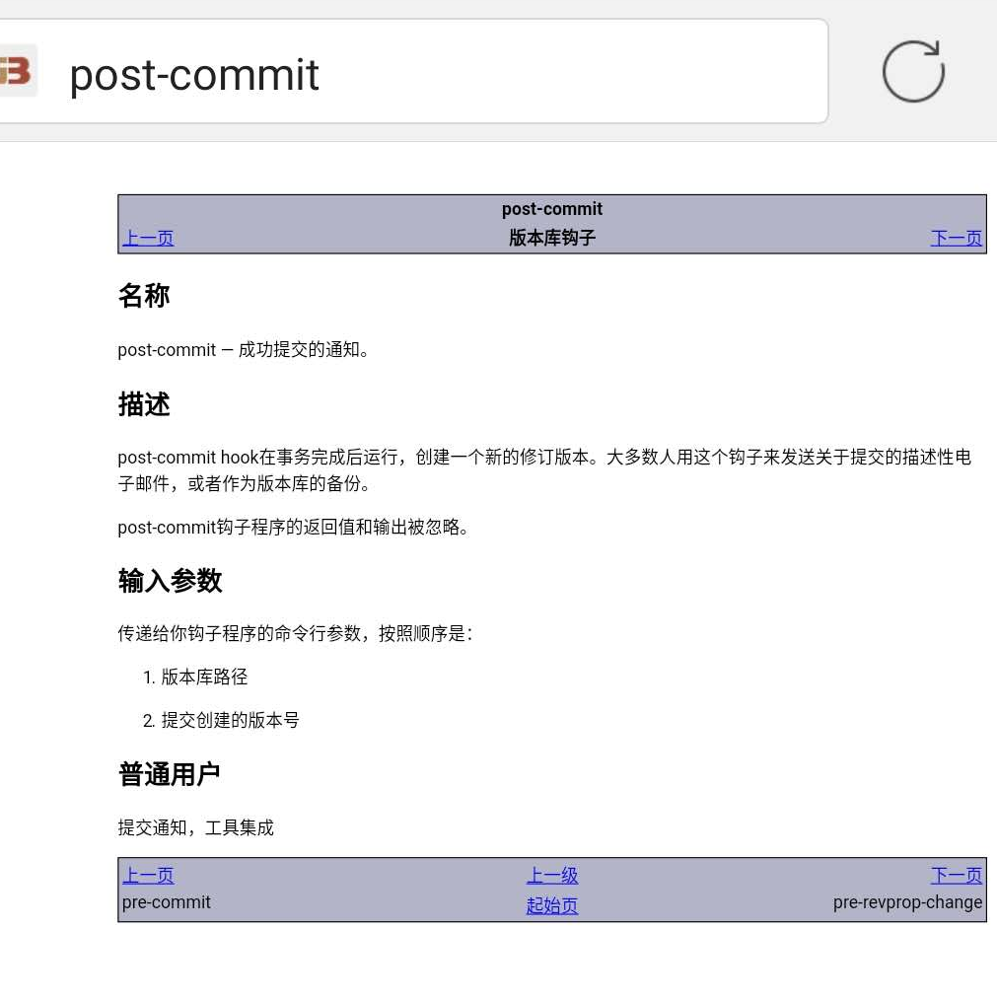 post-commit
post-commit
上一页 版本库钩子 下一页
名称
post-commit — 成功提交的通知。
描述
post-commit hook在事务完成后运行，创建一个新的修订版本。大多数人用这个钩子来发送关于提交的描述性电
子邮件，或者作为版本库的备份。
post-commit钩子程序的返回值和输出被忽略。
输入参数
传递给你钩子程序的命令行参数，按照顺序是：
1. 版本库路径
2. 提交创建的版本号
普通用户
提交通知，工具集成
上一页 上一级 下一页
pre-commit 起始页 pre-revprop-change